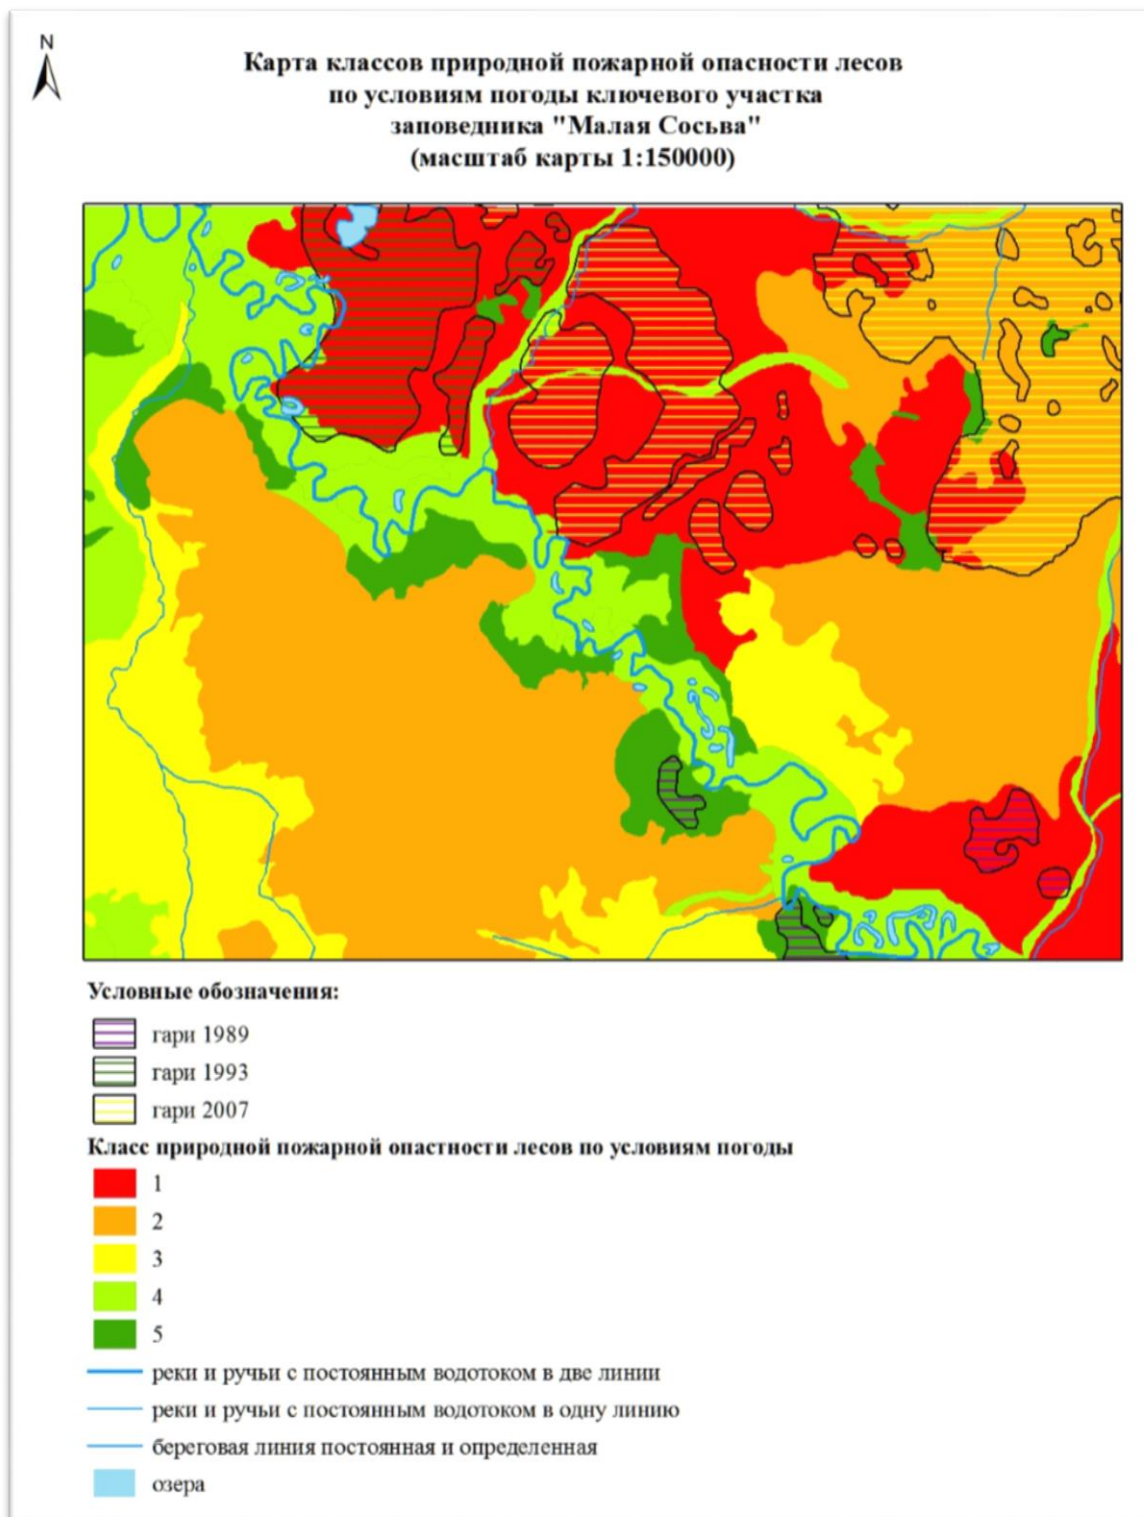 N
Карта классов природной пожарной опасности лесов
по условиям погоды ключевого участка
заповедника "Малая Сосьва"
(масштаб карты 1:150000)
Условные обозначения:
гари 1989
гари 1993
гари 2007
Класс природной пожарной опастности лесов по условиям погоды
1
2
3
4
5
реки и ручьи с постоянным водотоком в две линии
реки и ручьи с постоянным водотоком в одну линию
береговая линия постоянная и определенная
озера